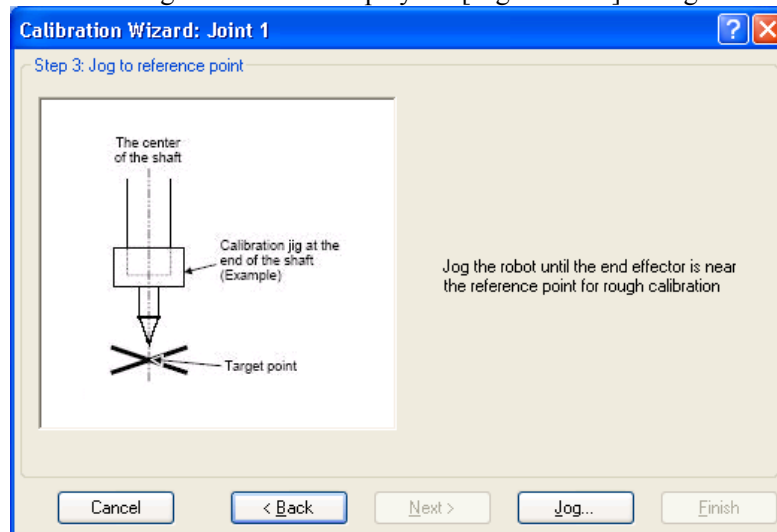 Calibration Wizard: Joint 1
Step 3: Jog to reference point
The center
of the shaft
Calibration jig at the
end of the shaft
(Example)
Target point
Jog the robot until the end effector is near
the reference point for rough calibration
Cancel
< Back
Next >
Jog...
Finish